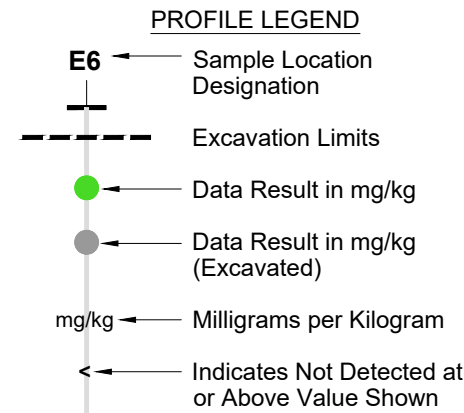 PROFILE LEGEND
E6
Sample Location
Designation
Excavation Limits
Data Result in mg/kg
Data Result in mg/kg
(Excavated)
mg/kg
Milligrams per Kilogram
<
Indicates Not Detected at
or Above Value Shown